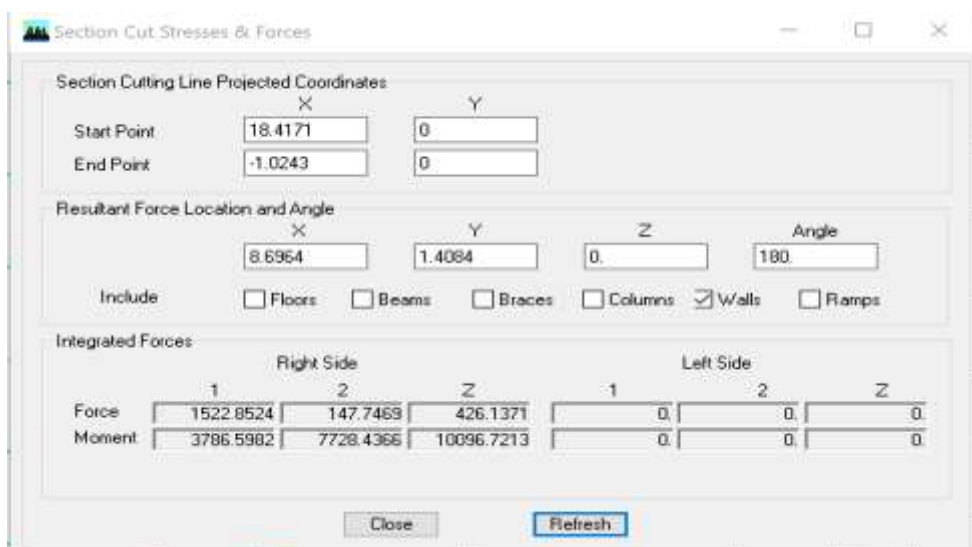 Section Cut Stresses & Forces
Section Cutting Line Projected Coordinates
X Y
Start Point 18.4171 0
End Point -1.0243 0
Resultant Force Location and Angle
X Y Z Angle
8.6964 1.4084 0. 180.
Include Floors Beams Braces Columns Walls Ramps
Integrated Forces
Right Side Left Side
1 2 Z 1 2 Z
Force 1522.8524 147.7469 426.1371 0. 0. 0.
Moment 3786.5982 7728.4366 10096.7213 0. 0. 0.
Close Refresh